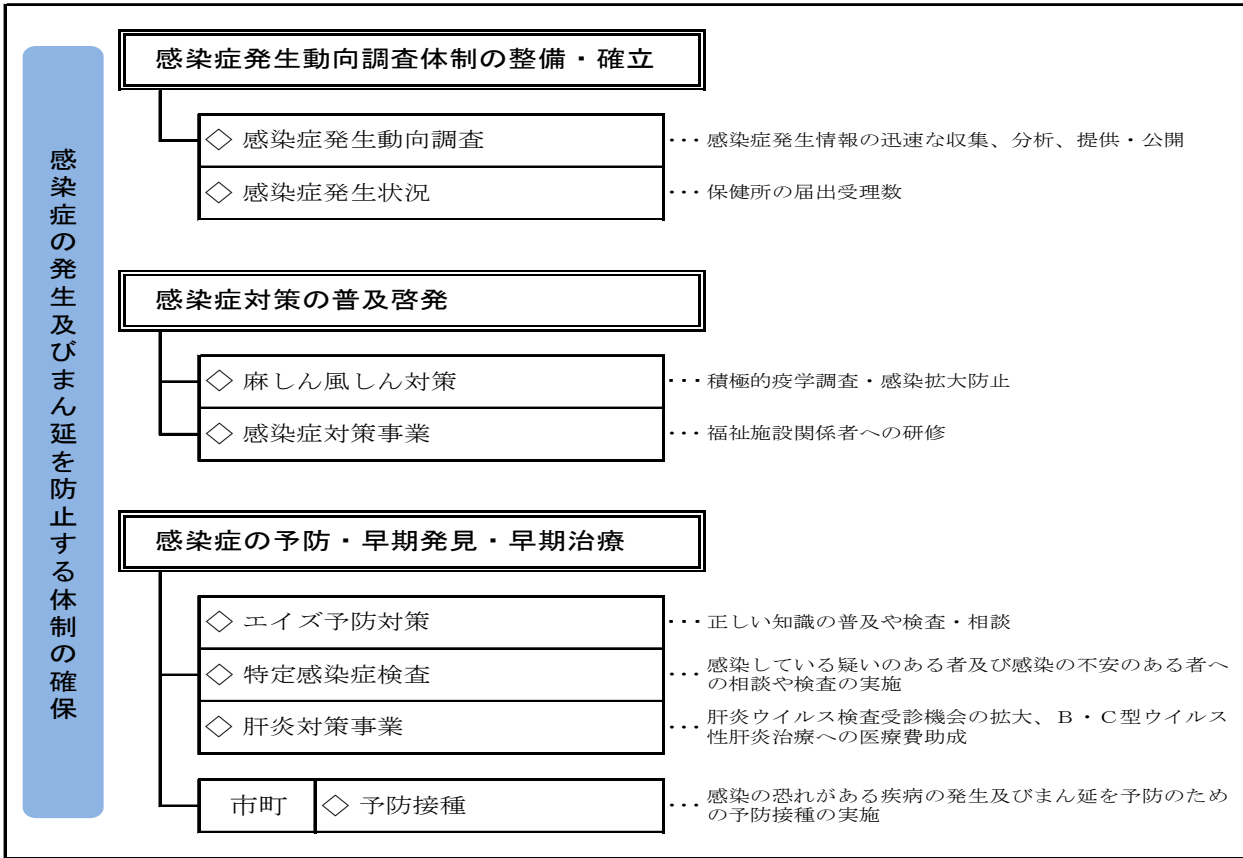 感染症の発生及びまん延を防止する体制の確保
感染症発生動向調査体制の整備・確立
◇ 感染症発生動向調査
・・・感染症発生情報の迅速な収集、分析、提供・公開
◇ 感染症発生状況
・・・保健所の届出受理数
感染症対策の普及啓発
◇ 麻しん風しん対策
・・・積極的疫学調査・感染拡大防止
◇ 感染症対策事業
・・・福祉施設関係者への研修
感染症の予防・早期発見・早期治療
◇ エイズ予防対策
・・・正しい知識の普及や検査・相談
◇ 特定感染症検査
・・・感染している疑いのある者及び感染の不安のある者へ
の相談や検査の実施
◇ 肝炎対策事業
・・・肝炎ウイルス検査受診機会の拡大、Ｂ・Ｃ型ウイルス
性肝炎治療への医療費助成
市町 ◇ 予防接種
・・・感染の恐れがある疾病の発生及びまん延を予防のため
の予防接種の実施